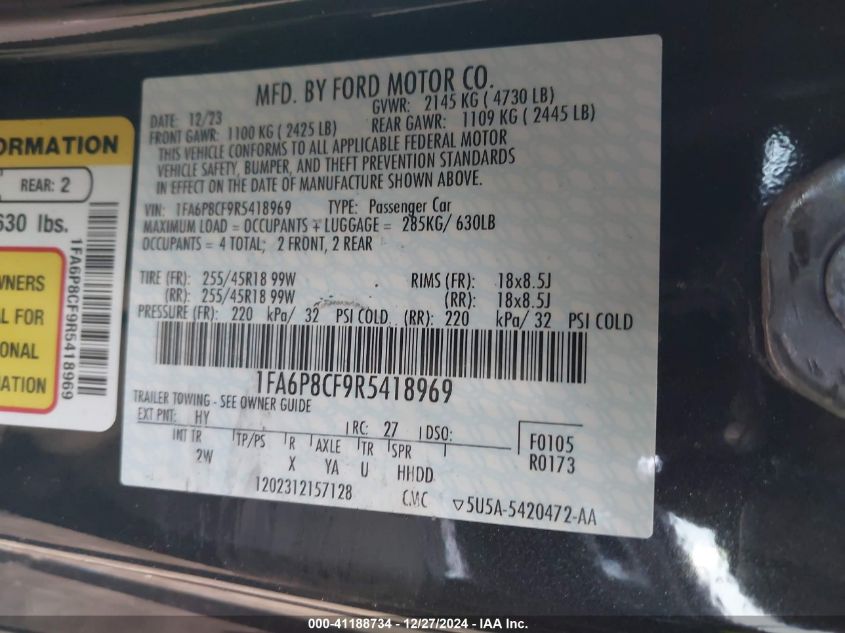 ORMATION
REAR: 2
630 lbs.
WNERS
AL FOR
ONAL
ATION
1FA6P8CF9R5418969
MFD. BY FORD MOTOR CO.
DATE: 12/23 GVWR: 2145 KG ( 4730 LB)
FRONT GAWR: 1100 KG ( 2425 LB) REAR GAWR: 1109 KG ( 2445 LB)
THIS VEHICLE CONFORMS TO ALL APPLICABLE FEDERAL MOTOR
VEHICLE SAFETY, BUMPER, AND THEFT PREVENTION STANDARDS
IN EFFECT ON THE DATE OF MANUFACTURE SHOWN ABOVE.
VIN: 1FA6P8CF9R5418969 TYPE: Passenger Car
MAXIMUM LOAD = OCCUPANTS + LUGGAGE = 285KG/ 630LB
OCCUPANTS = 4 TOTAL; 2 FRONT, 2 REAR
TIRE (FR): 255/45R18 99W RIMS (FR): 18x8.5J
(RR): 255/45R18 99W (RR): 18x8.5J
PRESSURE (FR): 220 kPa/ 32 PSI COLD (RR): 220 kPa/ 32 PSI COLD
1FA6P8CF9R5418969
TRAILER TOWING - SEE OWNER GUIDE
EXT PNT: HY RC: 27 DSO: F0105
INT TR TP/PS R AXLE TR SPR R0173
2W X YA U HHDD
1202312157128 CMC ▽5U5A-5420472-AA
000-41188734 - 12/27/2024 - IAA Inc.